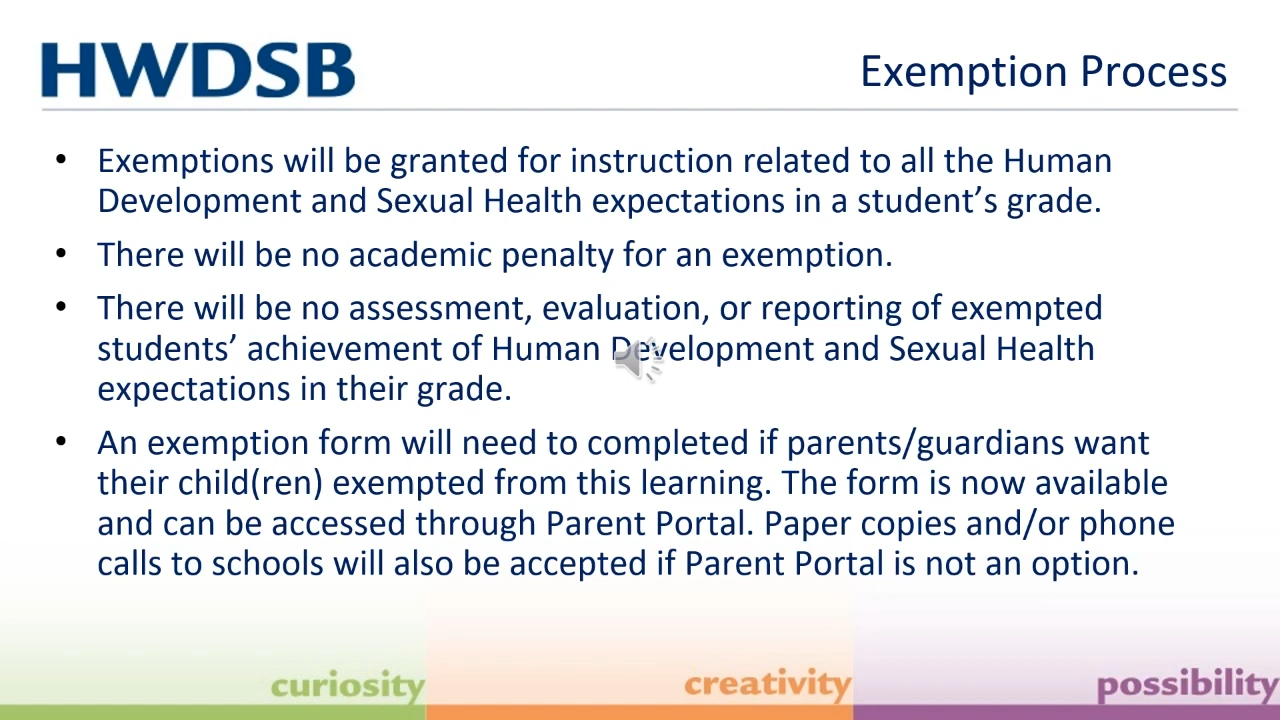 HWDSB
Exemption Process
• Exemptions will be granted for instruction related to all the Human
Development and Sexual Health expectations in a student’s grade.
• There will be no academic penalty for an exemption.
• There will be no assessment, evaluation, or reporting of exempted
students’ achievement of Human Development and Sexual Health
expectations in their grade.
• An exemption form will need to completed if parents/guardians want
their child(ren) exempted from this learning. The form is now available
and can be accessed through Parent Portal. Paper copies and/or phone
calls to schools will also be accepted if Parent Portal is not an option.
curiosity
creativity
possibility